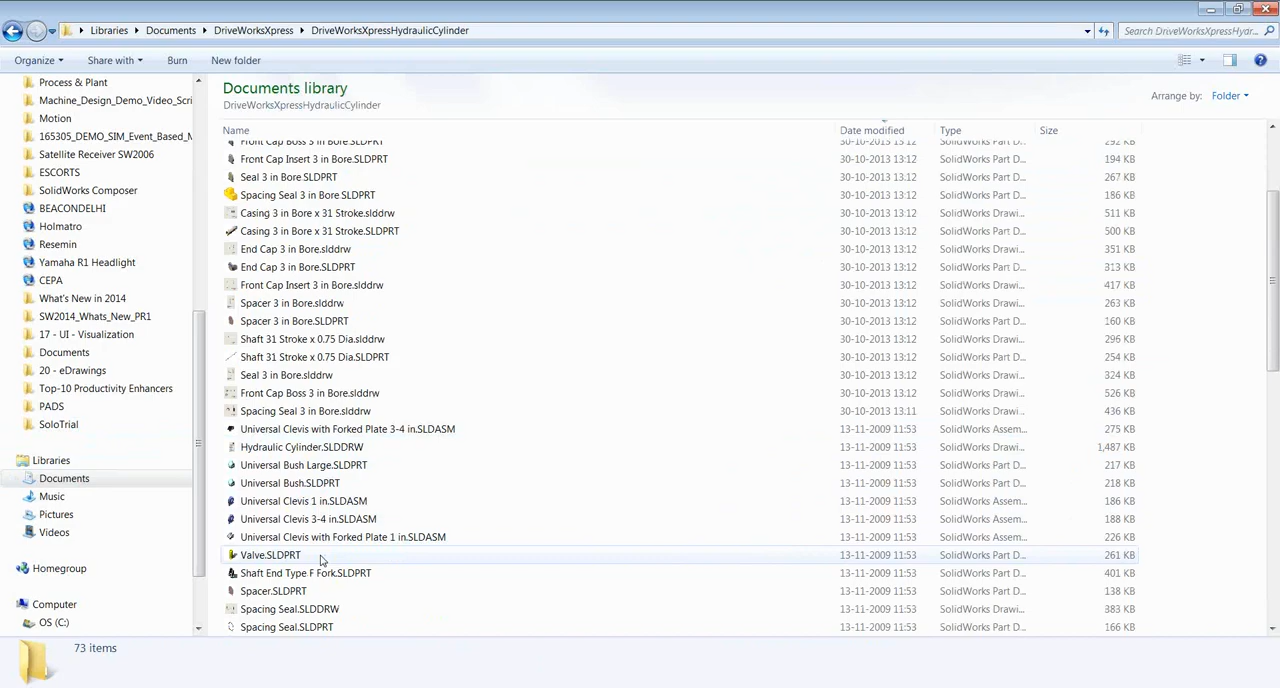 Libraries Documents DriveWorksXpress DriveWorksXpressHydraulicCylinder Search DriveWorksXpressHydr...
Organize Share with Burn New folder
Process & Plant
Machine_Design_Demo_Video_Scri
Motion
165305_DEMO_SIM_Event_Based_M
Satellite Receiver SW2006
ESCORTS
SolidWorks Composer
BEACONDELHI
Holmatro
Resemin
Yamaha R1 Headlight
CEPA
What's New in 2014
SW2014_Whats_New_PR1
17 - UI - Visualization
Documents
20 - eDrawings
Top-10 Productivity Enhancers
PADS
SoloTrial
Libraries
Documents
Music
Pictures
Videos
Homegroup
Computer
OS (C:)
Documents library
DriveWorksXpressHydraulicCylinder
Arrange by: Folder
Name Date modified Type Size
Front Cap Boss 3 in Bore.SLDPRT 30-10-2013 13:12 SolidWorks Part D... 292 KB
Front Cap Insert 3 in Bore.SLDPRT 30-10-2013 13:12 SolidWorks Part D... 194 KB
Seal 3 in Bore.SLDPRT 30-10-2013 13:12 SolidWorks Part D... 267 KB
Spacing Seal 3 in Bore.SLDPRT 30-10-2013 13:12 SolidWorks Part D... 186 KB
Casing 3 in Bore x 31 Stroke.slddrw 30-10-2013 13:12 SolidWorks Drawi... 511 KB
Casing 3 in Bore x 31 Stroke.SLDPRT 30-10-2013 13:12 SolidWorks Part D... 500 KB
End Cap 3 in Bore.slddrw 30-10-2013 13:12 SolidWorks Drawi... 351 KB
End Cap 3 in Bore.SLDPRT 30-10-2013 13:12 SolidWorks Part D... 313 KB
Front Cap Insert 3 in Bore.slddrw 30-10-2013 13:12 SolidWorks Drawi... 417 KB
Spacer 3 in Bore.slddrw 30-10-2013 13:12 SolidWorks Drawi... 263 KB
Spacer 3 in Bore.SLDPRT 30-10-2013 13:12 SolidWorks Part D... 160 KB
Shaft 31 Stroke x 0.75 Dia.slddrw 30-10-2013 13:12 SolidWorks Drawi... 296 KB
Shaft 31 Stroke x 0.75 Dia.SLDPRT 30-10-2013 13:12 SolidWorks Part D... 254 KB
Seal 3 in Bore.slddrw 30-10-2013 13:12 SolidWorks Drawi... 324 KB
Front Cap Boss 3 in Bore.slddrw 30-10-2013 13:12 SolidWorks Drawi... 526 KB
Spacing Seal 3 in Bore.slddrw 30-10-2013 13:11 SolidWorks Drawi... 436 KB
Universal Clevis with Forked Plate 3-4 in.SLDASM 13-11-2009 11:53 SolidWorks Assem... 275 KB
Hydraulic Cylinder.SLDDRW 13-11-2009 11:53 SolidWorks Drawi... 1,487 KB
Universal Bush Large.SLDPRT 13-11-2009 11:53 SolidWorks Part D... 217 KB
Universal Bush.SLDPRT 13-11-2009 11:53 SolidWorks Part D... 218 KB
Universal Clevis 1 in.SLDASM 13-11-2009 11:53 SolidWorks Assem... 186 KB
Universal Clevis 3-4 in.SLDASM 13-11-2009 11:53 SolidWorks Assem... 188 KB
Universal Clevis with Forked Plate 1 in.SLDASM 13-11-2009 11:53 SolidWorks Assem... 226 KB
Valve.SLDPRT 13-11-2009 11:53 SolidWorks Part D... 261 KB
Shaft End Type F Fork.SLDPRT 13-11-2009 11:53 SolidWorks Part D... 401 KB
Spacer.SLDPRT 13-11-2009 11:53 SolidWorks Part D... 138 KB
Spacing Seal.SLDDRW 13-11-2009 11:53 SolidWorks Drawi... 383 KB
Spacing Seal.SLDPRT 13-11-2009 11:53 SolidWorks Part D... 166 KB
73 items